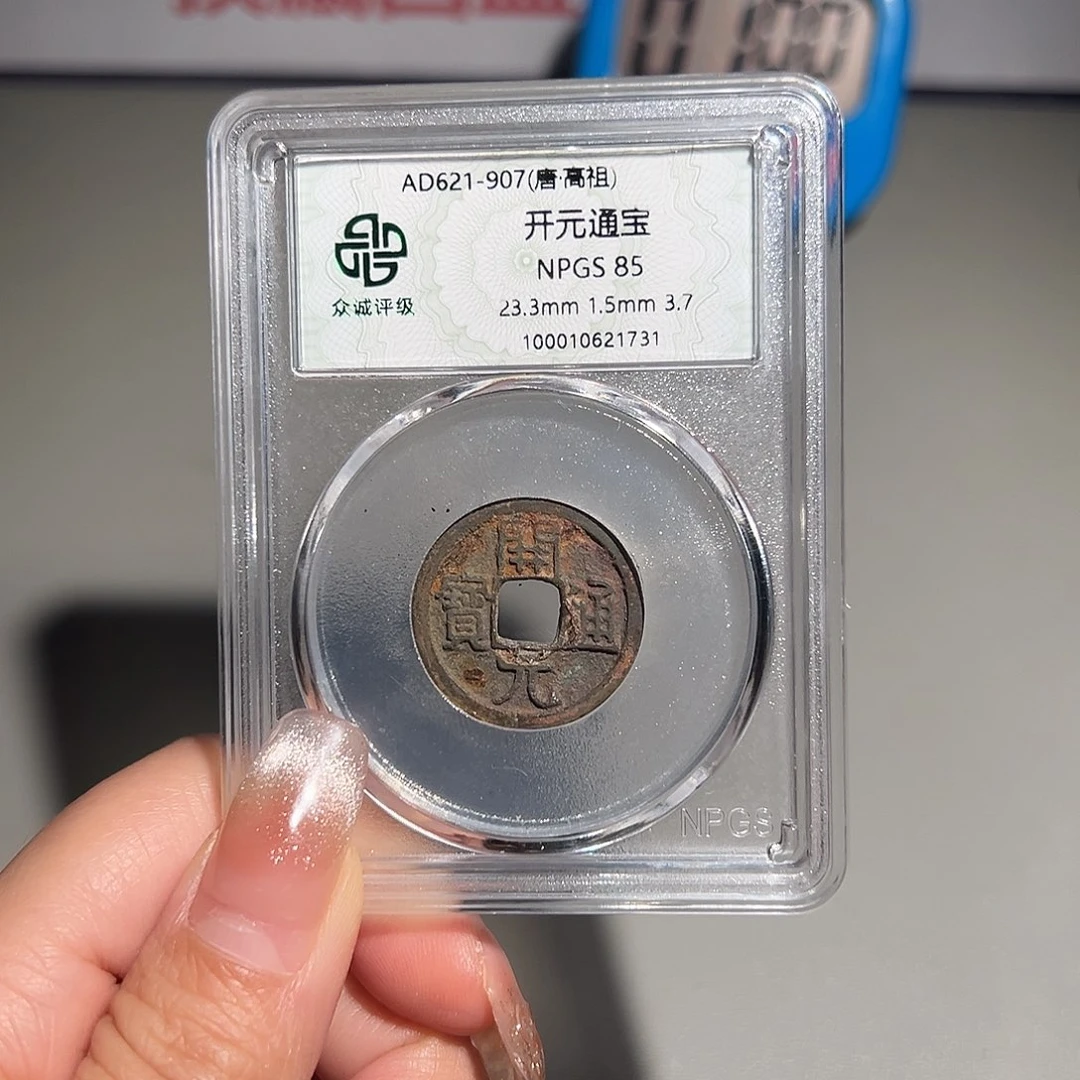 AD621-907(唐·高祖)
开元通宝
NPGS 85
23.3mm 1.5mm 3.7
100010621731
众诚评级
開
通
元
寶
NPGS